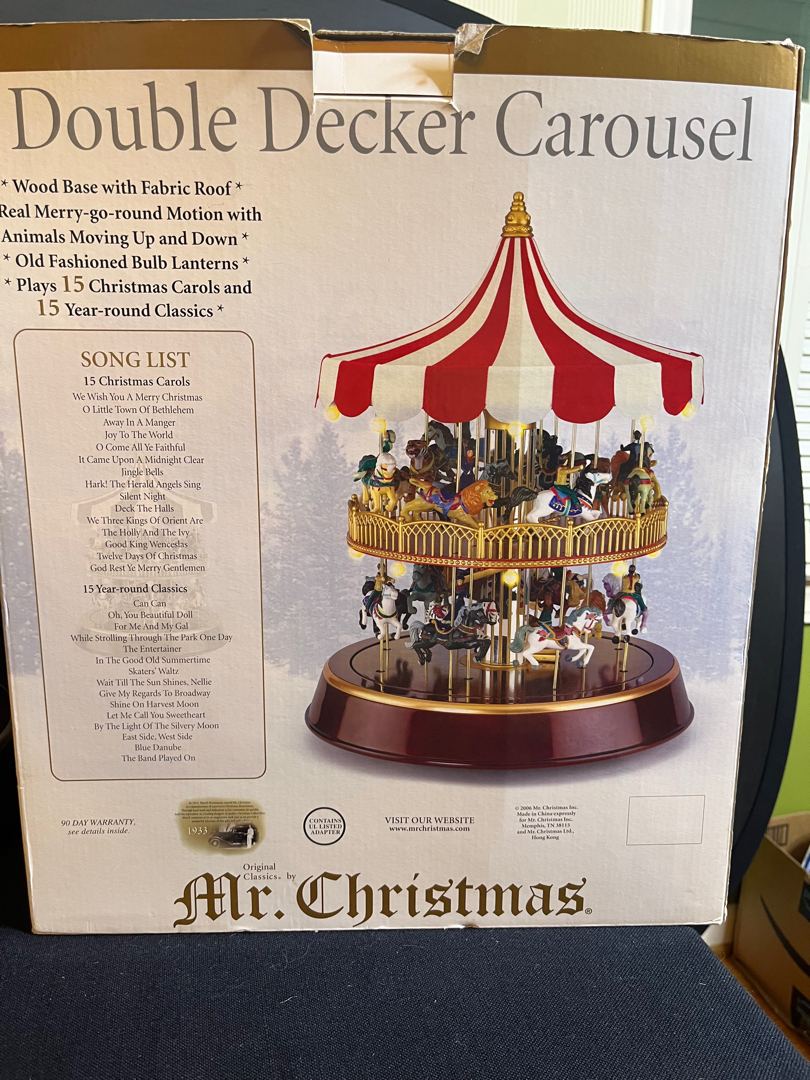 Double Decker Carousel
* Wood Base with Fabric Roof *
Real Merry-go-round Motion with
Animals Moving Up and Down *
* Old Fashioned Bulb Lanterns *
* Plays 15 Christmas Carols and
15 Year-round Classics *
SONG LIST
15 Christmas Carols
We Wish You A Merry Christmas
O Little Town Of Bethlehem
Away In A Manger
Joy To The World
O Come All Ye Faithful
It Came Upon A Midnight Clear
Jingle Bells
Hark! The Herald Angels Sing
Silent Night
Deck The Halls
We Three Kings Of Orient Are
The Holly And The Ivy
Good King Wenceslas
Twelve Days Of Christmas
God Rest Ye Merry Gentlemen
15 Year-round Classics
Can Can
Oh, You Beautiful Doll
For Me And My Gal
While Strolling Through The Park One Day
The Entertainer
In The Good Old Summertime
Skaters' Waltz
Wait Till The Sun Shines, Nellie
Give My Regards To Broadway
Shine On Harvest Moon
Let Me Call You Sweetheart
By The Light Of The Silvery Moon
East Side, West Side
Blue Danube
The Band Played On
90 DAY WARRANTY,
see details inside.
1933
CONTAINS
UL LISTED
ADAPTER
VISIT OUR WEBSITE
www.mrchristmas.com
© 2006 Mr. Christmas Inc.
Made in China expressly
for Mr. Christmas Inc.
Memphis, TN 38115
and Mr. Christmas Ltd.,
Hong Kong
Original
Classics® by
Mr. Christmas®